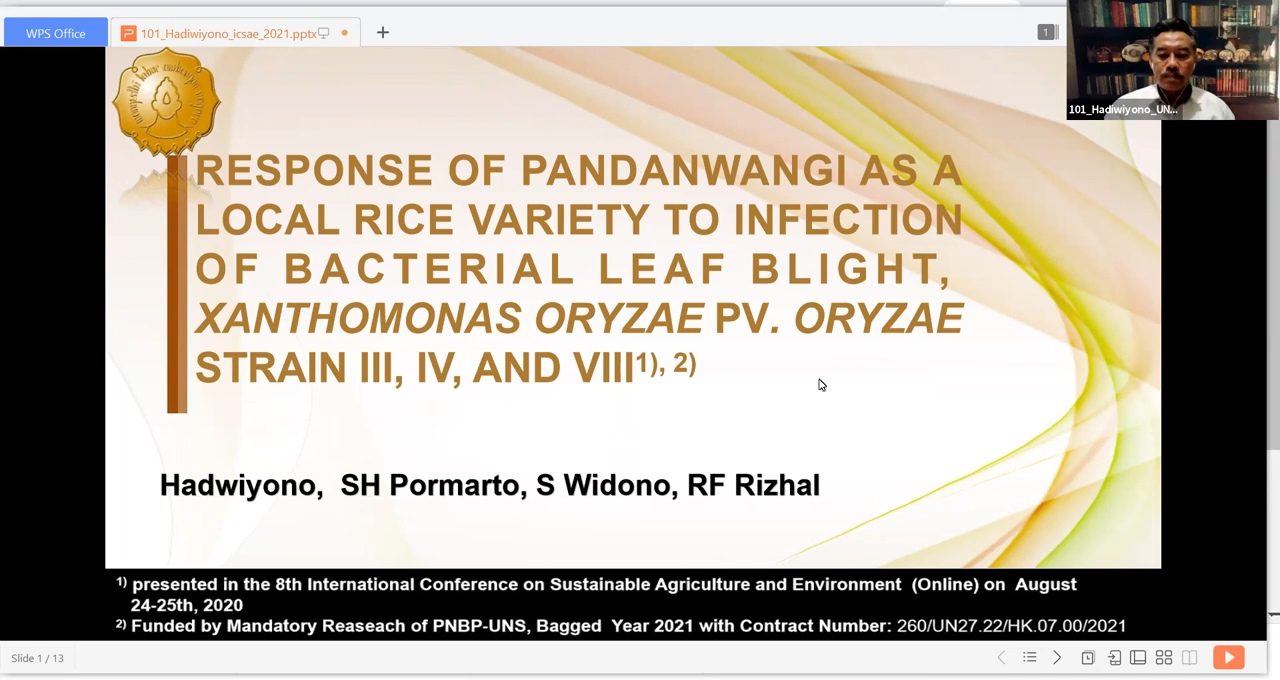 WPS Office
101_Hadiwiyono_icsae_2021.pptx
1
101_Hadiwiyono_UN...
RESPONSE OF PANDANWANGI AS A
LOCAL RICE VARIETY TO INFECTION
OF BACTERIAL LEAF BLIGHT,
XANTHOMONAS ORYZAE PV. ORYZAE
STRAIN III, IV, AND VIII1), 2)
Hadwiyono, SH Pormarto, S Widono, RF Rizhal
1) presented in the 8th International Conference on Sustainable Agriculture and Environment (Online) on August
24-25th, 2020
2) Funded by Mandatory Reaseach of PNBP-UNS, Bagged Year 2021 with Contract Number: 260/UN27.22/HK.07.00/2021
Slide 1 / 13